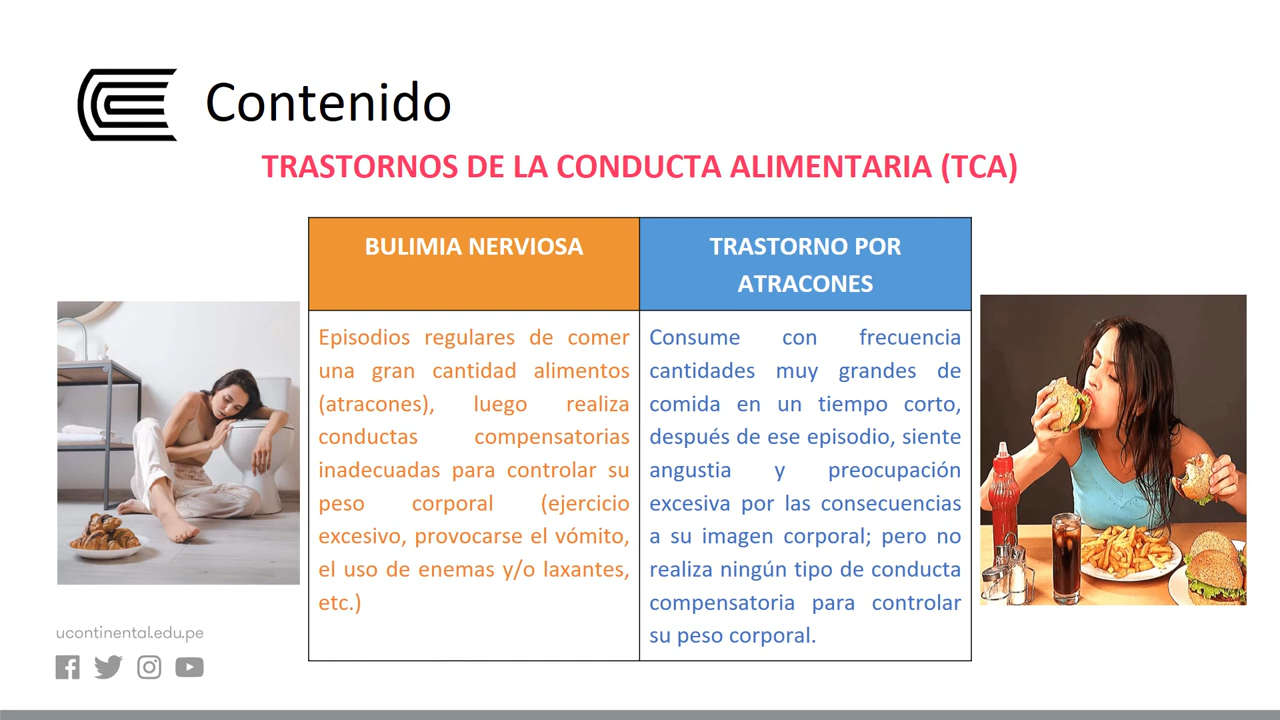 Contenido
TRASTORNOS DE LA CONDUCTA ALIMENTARIA (TCA)
BULIMIA NERVIOSA
Episodios regulares de comer
una gran cantidad alimentos
(atracones), luego realiza
conductas compensatorias
inadecuadas para controlar su
peso corporal (ejercicio
excesivo, provocarse el vómito,
el uso de enemas y/o laxantes,
etc.)
TRASTORNO POR
ATRACONES
Consume con frecuencia
cantidades muy grandes de
comida en un tiempo corto,
después de ese episodio, siente
angustia y preocupación
excesiva por las consecuencias
a su imagen corporal; pero no
realiza ningún tipo de conducta
compensatoria para controlar
su peso corporal.
ucontinental.edu.pe